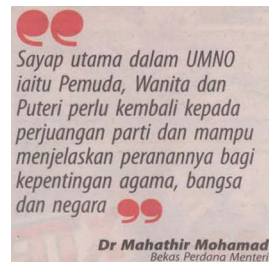 Sayap utama dalam UMNO
iaitu Pemuda, Wanita dan
Puteri perlu kembali kepada
perjuangan parti dan mampu
menjelaskan peranannya bagi
kepentingan agama, bangsa
dan negara
Dr Mahathir Mohamad
Bekas Perdana Menteri